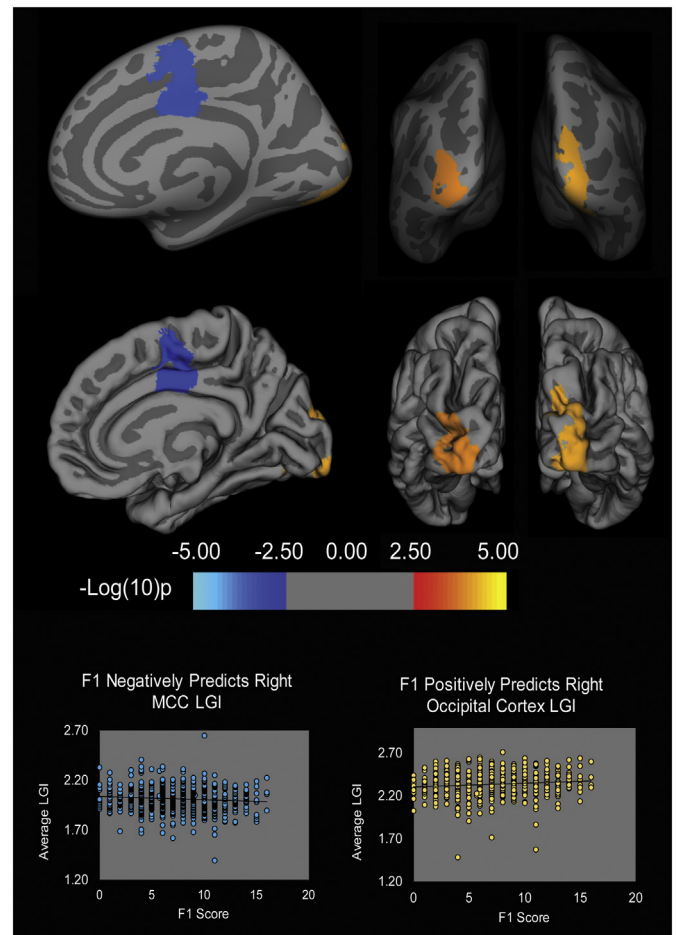 -5.00 -2.50 0.00 2.50 5.00
-Log(10)p
F1 Negatively Predicts Right
MCC LGI
2.70
2.20
1.70
1.20
Average LGI
0 5 10 15 20
F1 Score
F1 Positively Predicts Right
Occipital Cortex LGI
2.70
2.20
1.70
1.20
Average LGI
0 5 10 15 20
F1 Score